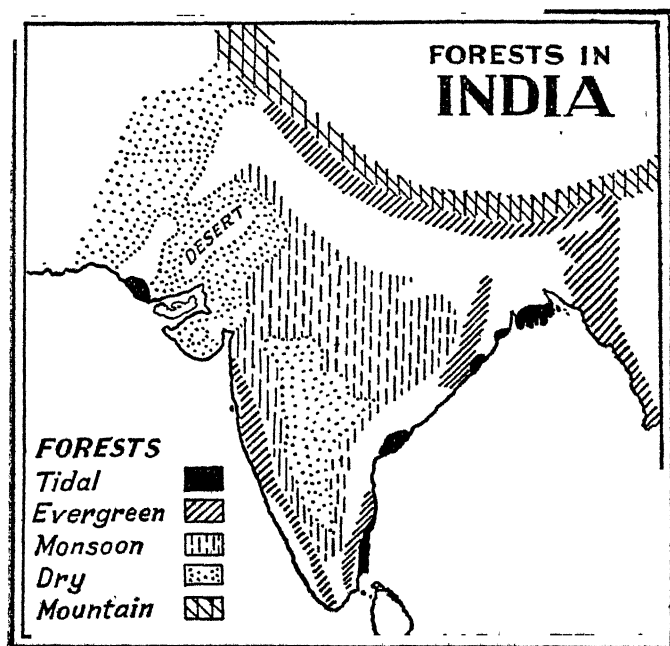 FORESTS IN
INDIA
DESERT
FORESTS
Tidal
Evergreen
Monsoon
Dry
Mountain